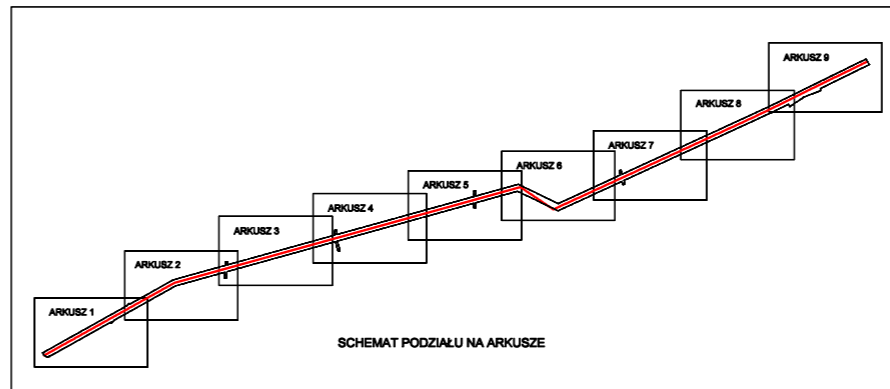 ARKUSZ 1
ARKUSZ 2
ARKUSZ 3
ARKUSZ 4
ARKUSZ 5
ARKUSZ 6
ARKUSZ 7
ARKUSZ 8
ARKUSZ 9
SCHEMAT PODZIAŁU NA ARKUSZE